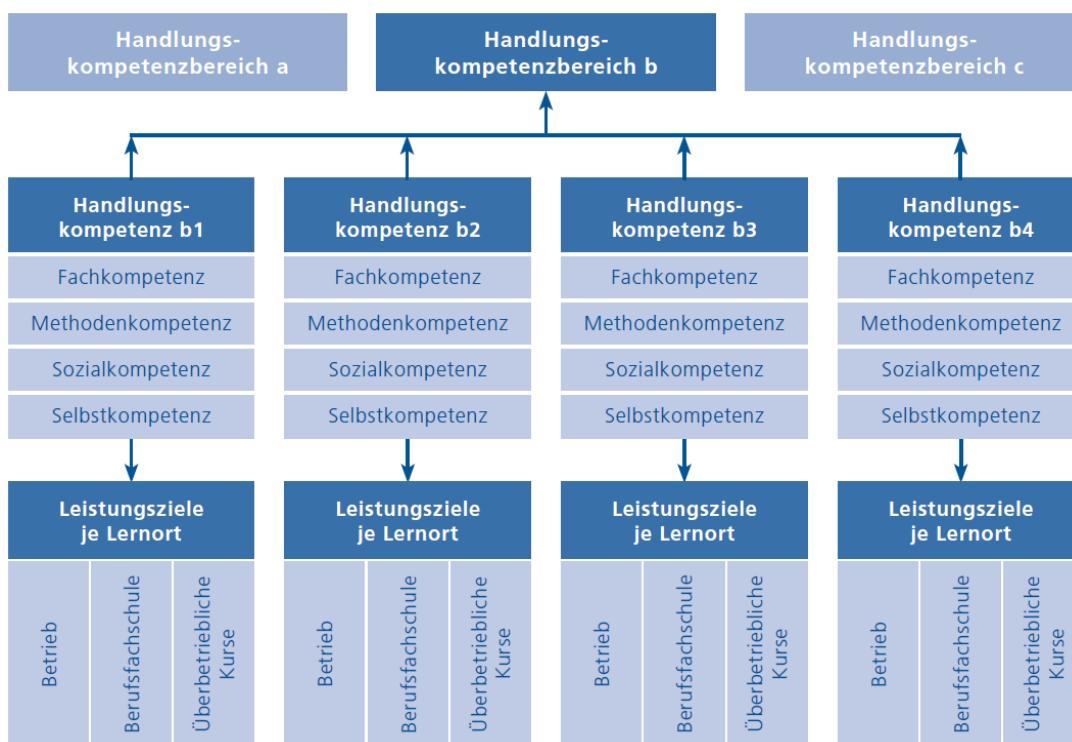 Handlungs-
kompetenzbereich a
Handlungs-
kompetenzbereich b
Handlungs-
kompetenzbereich c
Handlungs-
kompetenz b1
Handlungs-
kompetenz b2
Handlungs-
kompetenz b3
Handlungs-
kompetenz b4
Fachkompetenz
Fachkompetenz
Fachkompetenz
Fachkompetenz
Methodenkompetenz
Methodenkompetenz
Methodenkompetenz
Methodenkompetenz
Sozialkompetenz
Sozialkompetenz
Sozialkompetenz
Sozialkompetenz
Selbstkompetenz
Selbstkompetenz
Selbstkompetenz
Selbstkompetenz
Leistungsziele
je Lernort
Leistungsziele
je Lernort
Leistungsziele
je Lernort
Leistungsziele
je Lernort
Betrieb
Berufsfachschule
Überbetriebliche
Kurse
Betrieb
Berufsfachschule
Überbetriebliche
Kurse
Betrieb
Berufsfachschule
Überbetriebliche
Kurse
Betrieb
Berufsfachschule
Überbetriebliche
Kurse